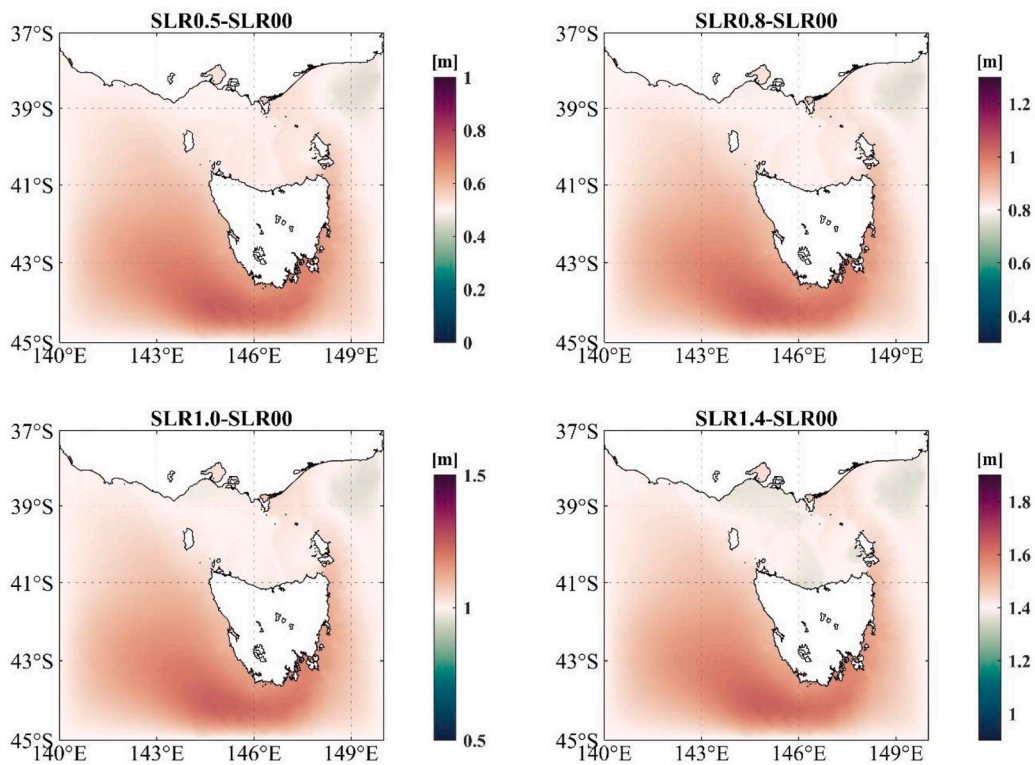 SLR0.5-SLR00
37°S
39°S
41°S
43°S
45°S
140°E
143°E
146°E
149°E
[m]
1
0.8
0.6
0.4
0.2
0
SLR0.8-SLR00
37°S
39°S
41°S
43°S
45°S
140°E
143°E
146°E
149°E
[m]
1.2
1
0.8
0.6
0.4
SLR1.0-SLR00
37°S
39°S
41°S
43°S
45°S
140°E
143°E
146°E
149°E
[m]
1.5
1
0.5
SLR1.4-SLR00
37°S
39°S
41°S
43°S
45°S
140°E
143°E
146°E
149°E
[m]
1.8
1.6
1.4
1.2
1